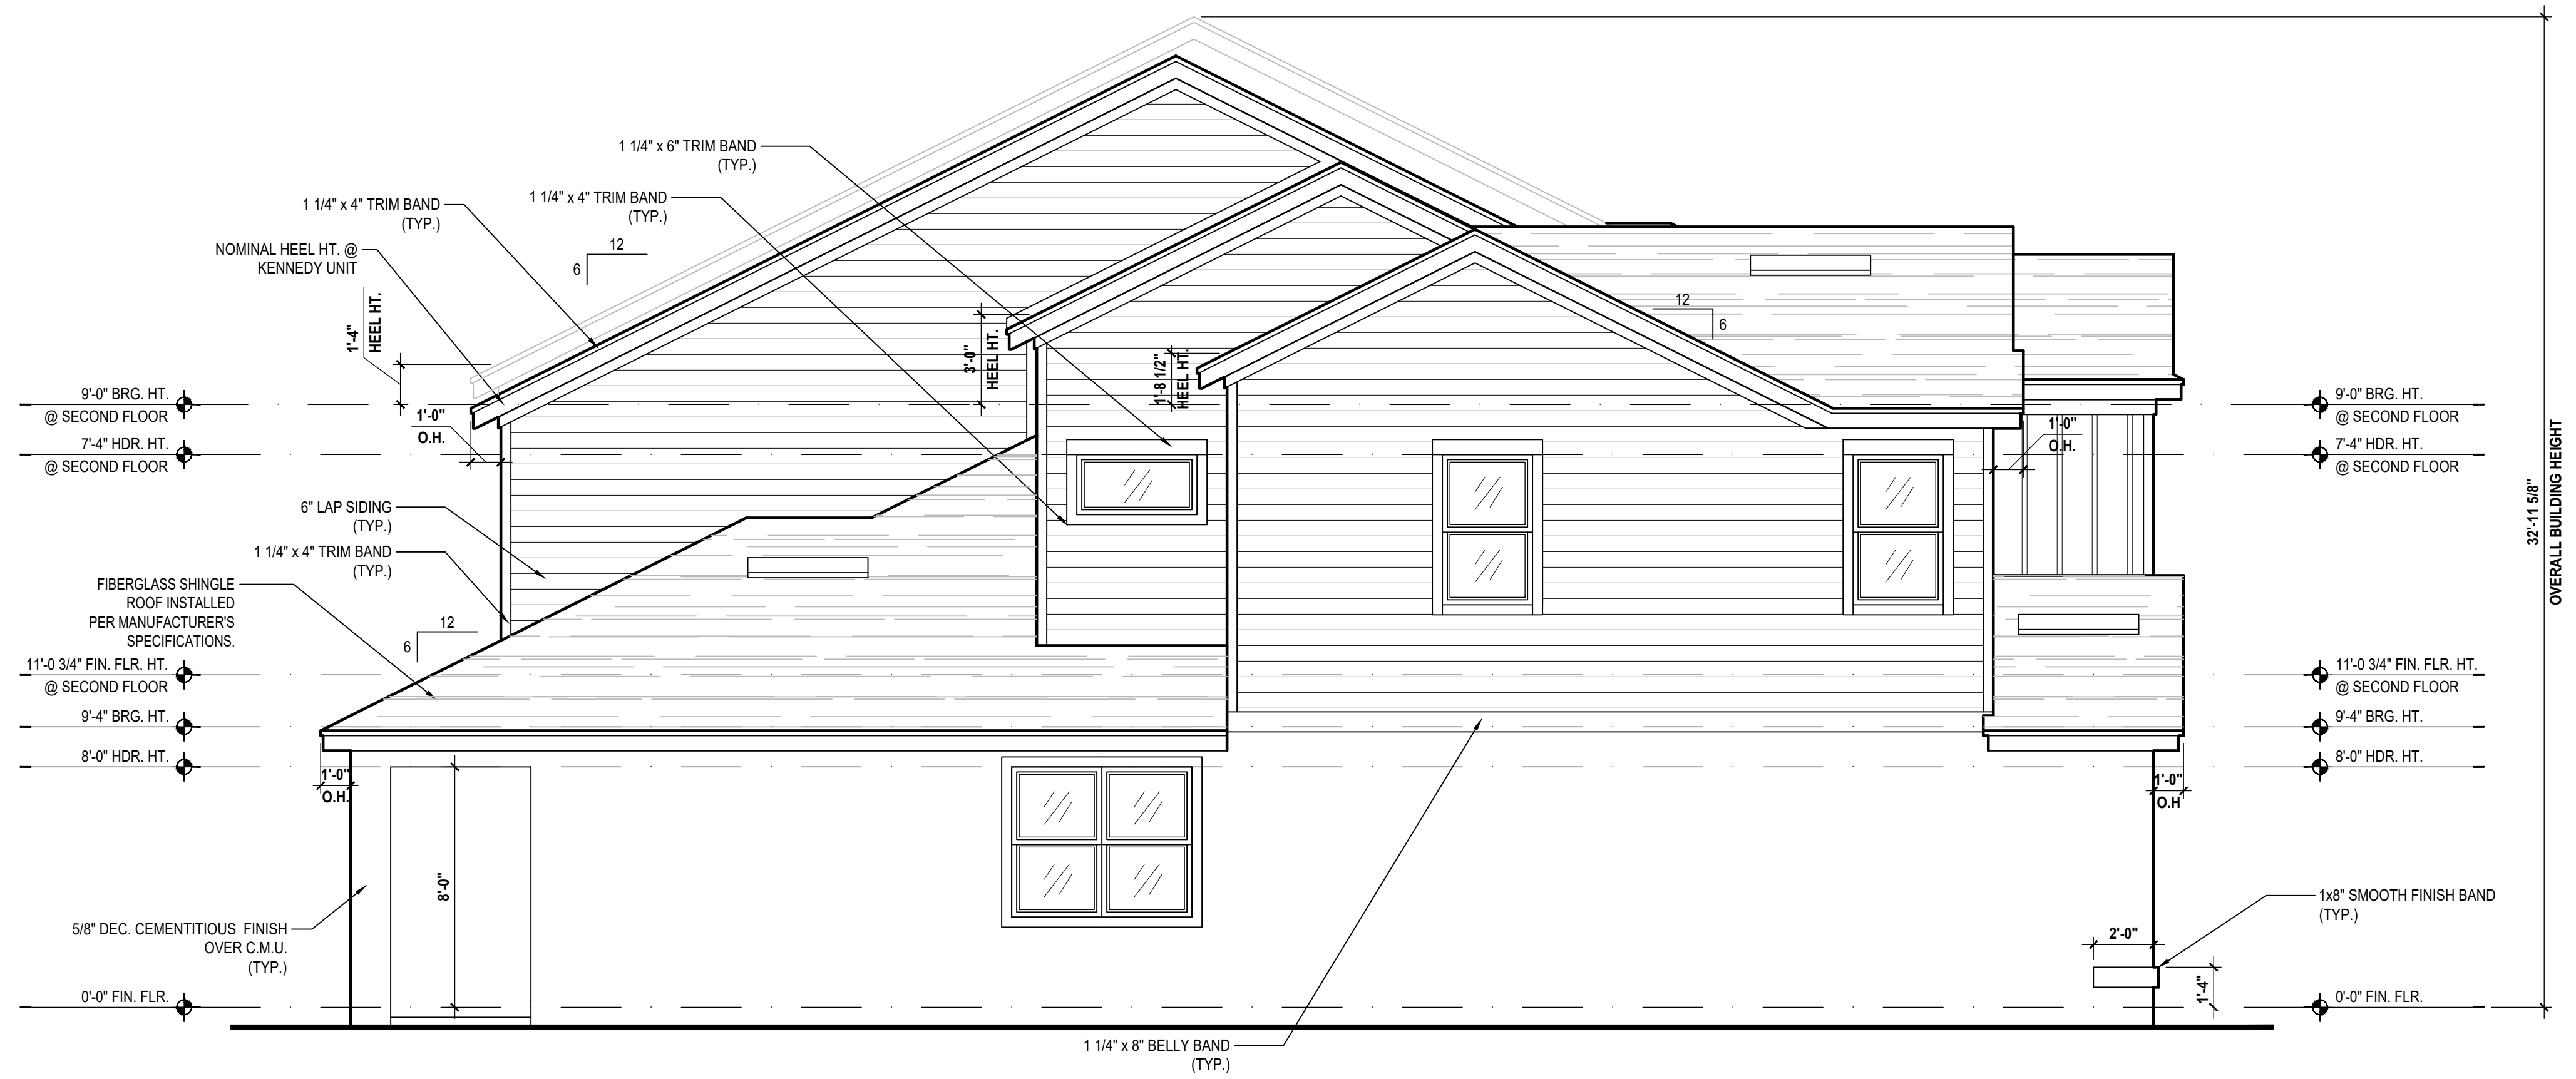 1 1/4" x 6" TRIM BAND
(TYP.)
1 1/4" x 4" TRIM BAND
(TYP.)
1 1/4" x 4" TRIM BAND
(TYP.)
NOMINAL HEEL HT. @
KENNEDY UNIT
12
6
1'-4"
HEEL HT.
3'-0"
HEEL HT.
1'-8 1/2"
HEEL HT.
12
6
9'-0" BRG. HT.
@ SECOND FLOOR
1'-0"
O.H.
7'-4" HDR. HT.
@ SECOND FLOOR
6" LAP SIDING
(TYP.)
1 1/4" x 4" TRIM BAND
(TYP.)
FIBERGLASS SHINGLE
ROOF INSTALLED
PER MANUFACTURER'S
SPECIFICATIONS.
12
6
11'-0 3/4" FIN. FLR. HT.
@ SECOND FLOOR
9'-4" BRG. HT.
8'-0" HDR. HT.
1'-0"
O.H.
8'-0"
5/8" DEC. CEMENTITIOUS  FINISH
OVER C.M.U.
(TYP.)
0'-0" FIN. FLR.
1 1/4" x 8" BELLY BAND
(TYP.)
9'-0" BRG. HT.
@ SECOND FLOOR
1'-0"
O.H.
7'-4" HDR. HT.
@ SECOND FLOOR
32'-11 5/8"
OVERALL BUILDING HEIGHT
11'-0 3/4" FIN. FLR. HT.
@ SECOND FLOOR
9'-4" BRG. HT.
8'-0" HDR. HT.
1'-0"
O.H
1x8" SMOOTH FINISH BAND
(TYP.)
2'-0"
1'-4"
0'-0" FIN. FLR.